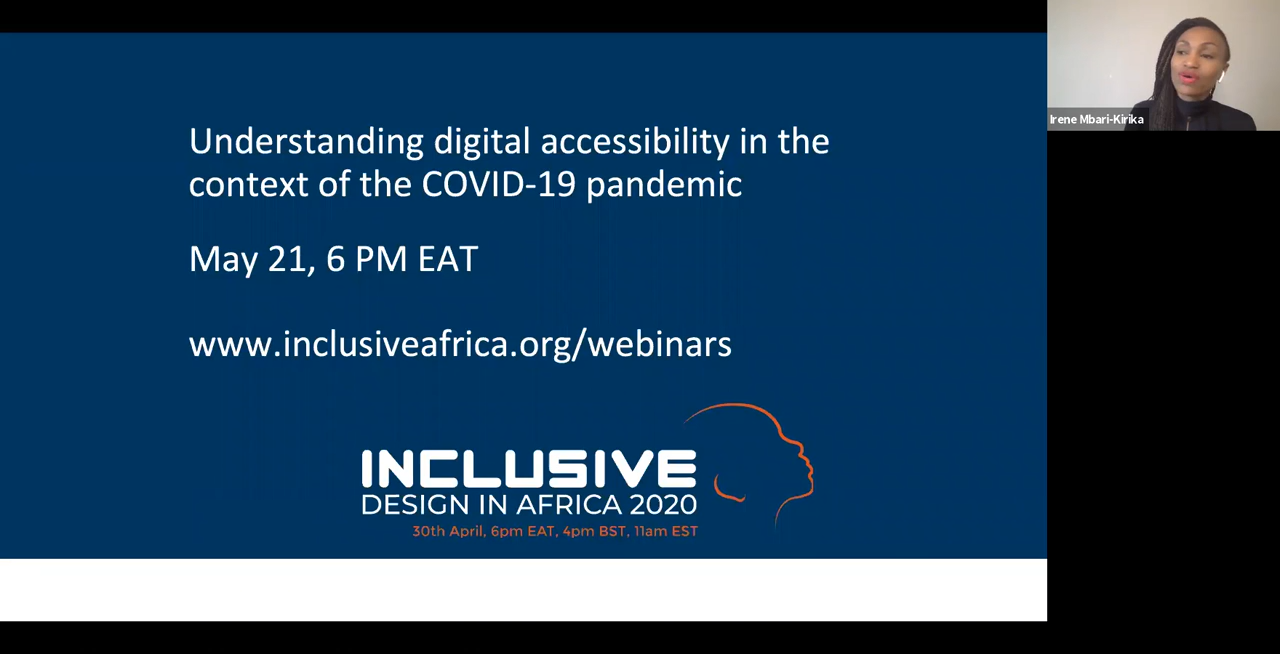 Understanding digital accessibility in the
context of the COVID-19 pandemic
May 21, 6 PM EAT
www.inclusiveafrica.org/webinars
INCLUSIVE
DESIGN IN AFRICA 2020
30th April, 6pm EAT, 4pm BST, 11am EST
Irene Mbari-Kirika